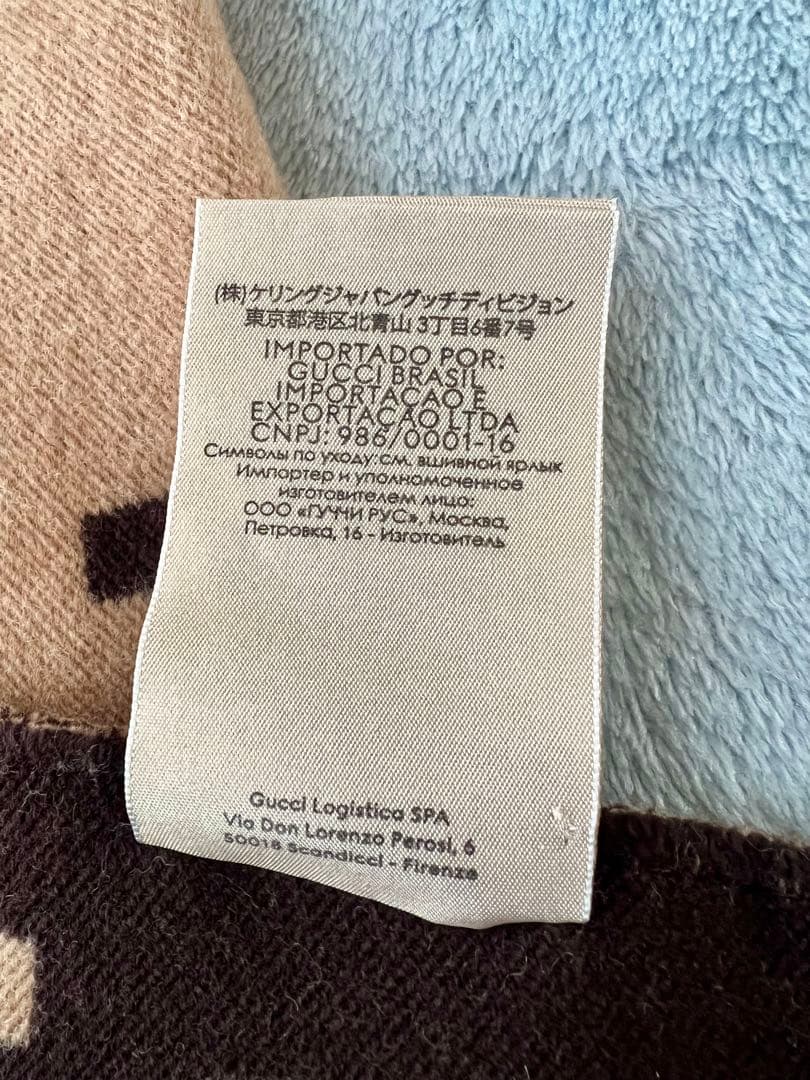 (株)ケリングジャパングッチディビジョン
東京都港区北青山 3丁目6番7号
IMPORTADO POR:
GUCCI BRASIL
IMPORTACAO E
EXPORTACAO LTDA
CNPJ: 986/0001-16
Символы по уходу см. вшивной ярлык
Импортер и уполномоченное
изготовителем лицо:
ООО «ГУЧЧИ РУС», Москва,
Петровка, 16 - Изготовитель
Gucci Logistica SPA
Via Don Lorenzo Perosi, 6
50018 Scandicci - Firenze